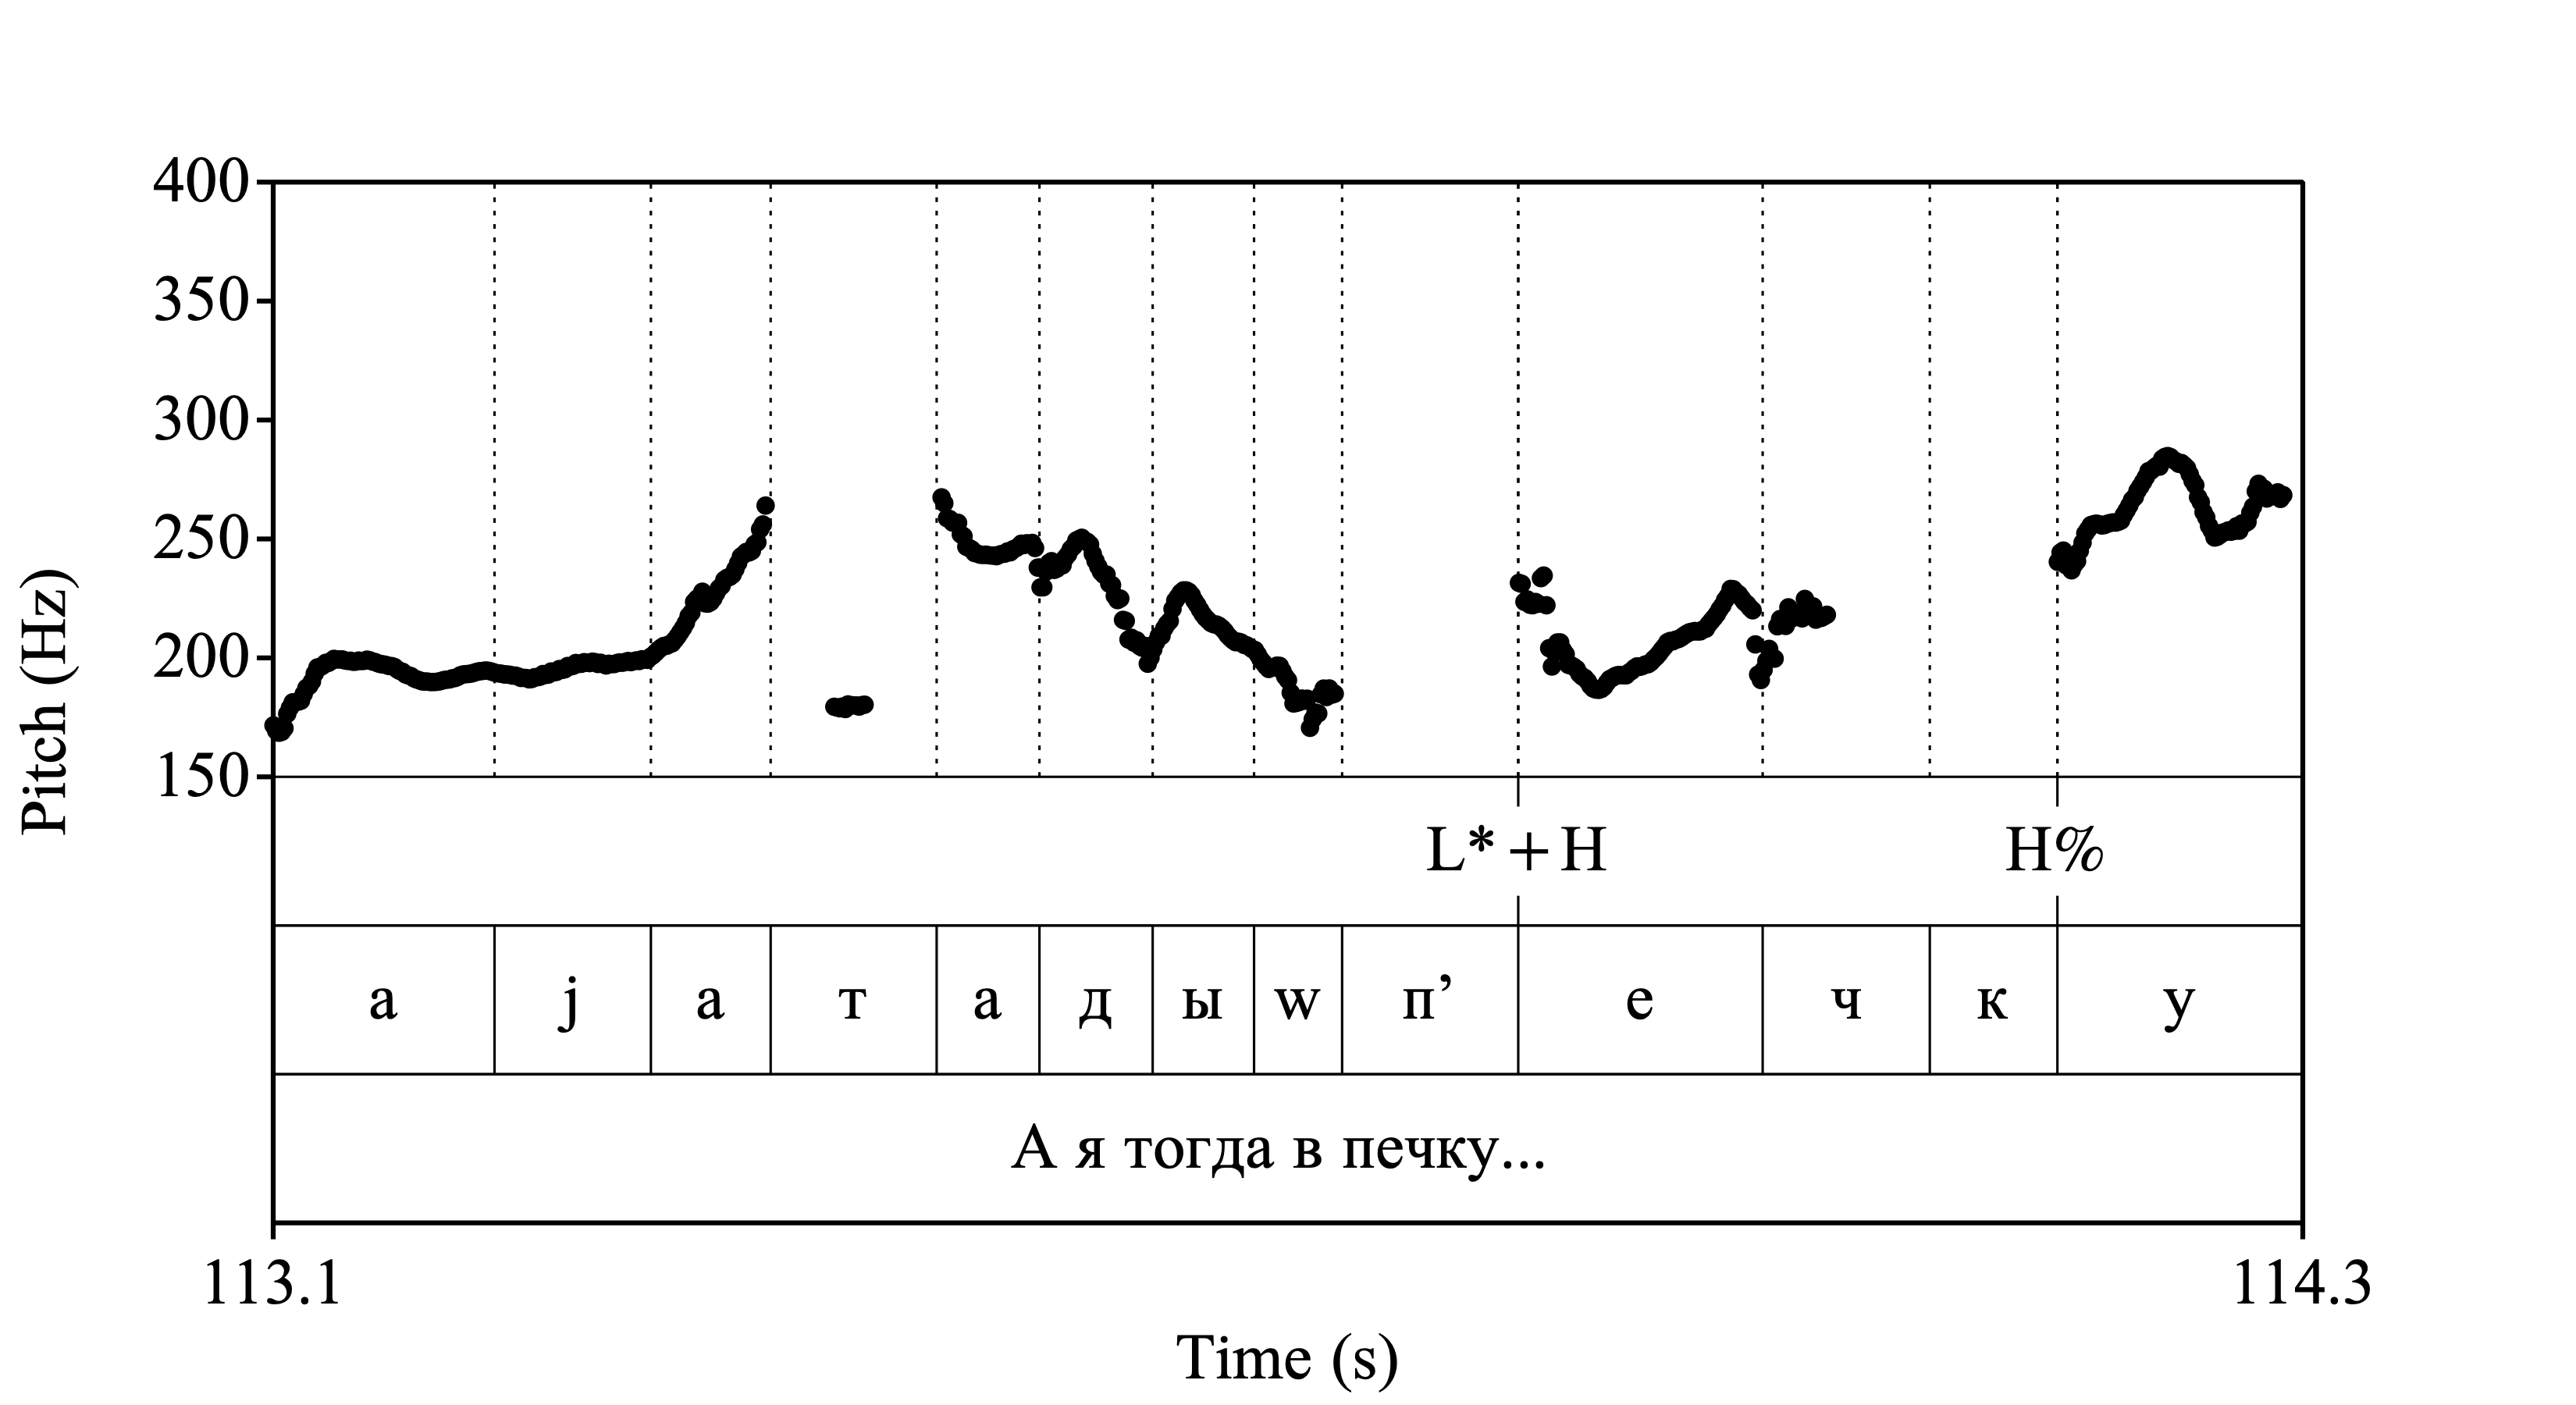 400
350
300
250
200
150
Pitch (Hz)
L*+H H%
а j а т а д ы w п’ е ч к у
А я тогда в печку...
113.1 114.3
Time (s)